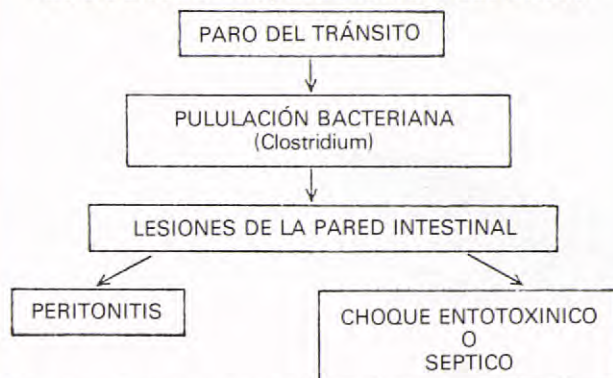 PARO DEL TRÁNSITO
PULULACIÓN BACTERIANA
(Clostridium)
LESIONES DE LA PARED INTESTINAL
PERITONITIS
CHOQUE ENTOTOXINICO
O
SEPTICO